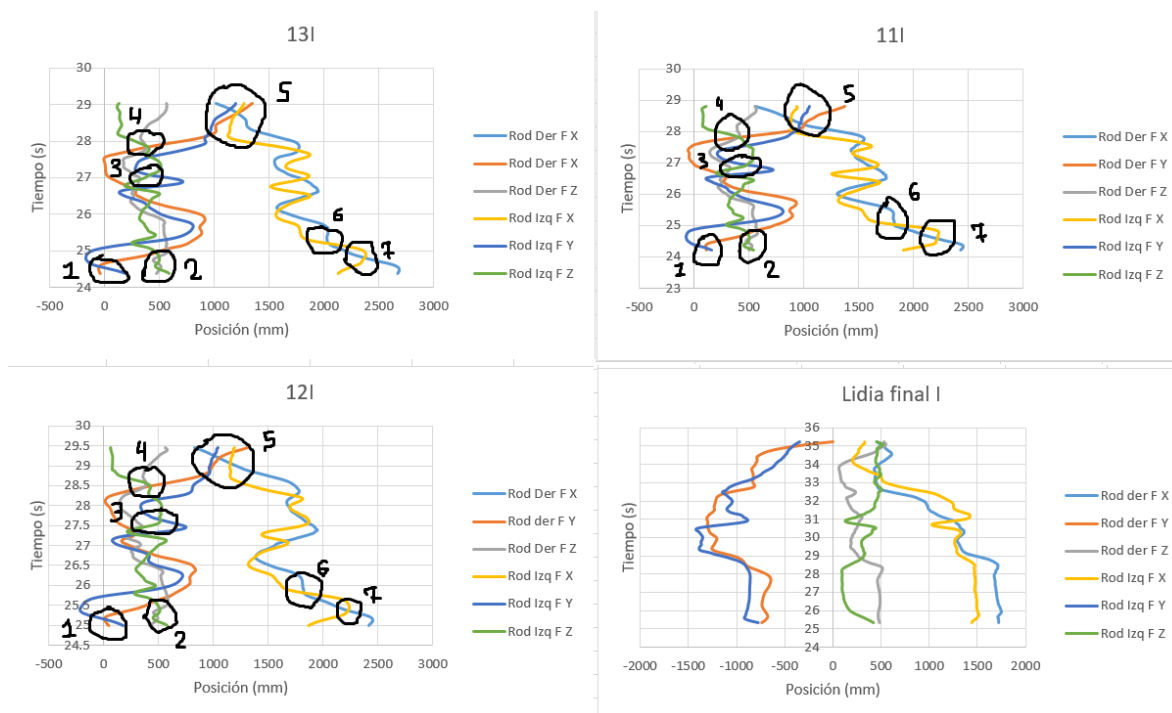 13I
30
29
28
27
26
25
24
-500
0
500
1000
1500
2000
2500
3000
Tiempo (s)
Posición (mm)
Rod Der F X
Rod Der F X
Rod Der F Z
Rod Izq F X
Rod Izq F Y
Rod Izq F Z
1
2
3
4
5
6
7
11I
30
29
28
27
26
25
24
23
-500
0
500
1000
1500
2000
2500
3000
Tiempo (s)
Posición (mm)
Rod Der F X
Rod Der F Y
Rod Der F Z
Rod Izq F X
Rod Izq F Y
Rod Izq F Z
1
2
3
4
5
6
7
12I
30
29.5
29
28.5
28
27.5
27
26.5
26
25.5
25
24.5
-500
0
500
1000
1500
2000
2500
3000
Tiempo (s)
Posición (mm)
Rod Der F X
Rod der F Y
Rod Der F Z
Rod Izq F X
Rod Izq F Y
Rod Izq F Z
1
2
3
4
5
6
7
Lidia final I
36
35
34
33
32
31
30
29
28
27
26
25
24
-2000
-1500
-1000
-500
0
500
1000
1500
2000
Tiempo (s)
Posición (mm)
Rod der F X
Rod der F Y
Rod der F Z
Rod Izq F X
Rod Izq F Y
Rod Izq F Z